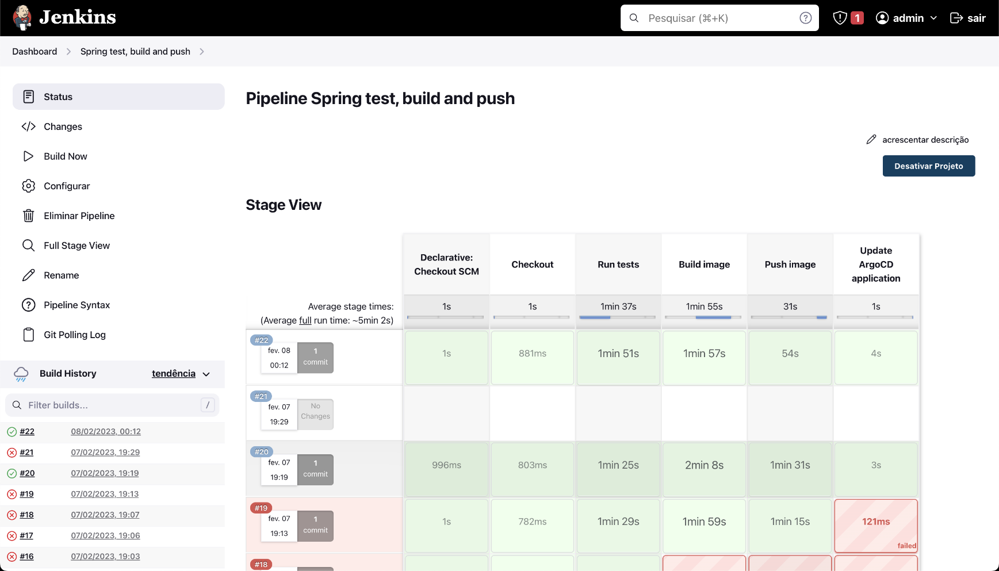 Jenkins
Pesquisar (⌘+K)
1
admin
sair
Dashboard
Spring test, build and push
Status
Changes
Build Now
Configurar
Eliminar Pipeline
Full Stage View
Rename
Pipeline Syntax
Git Polling Log
Build History
tendência
Filter builds...
/
#22 08/02/2023, 00:12
#21 07/02/2023, 19:29
#20 07/02/2023, 19:19
#19 07/02/2023, 19:13
#18 07/02/2023, 19:07
#17 07/02/2023, 19:06
#16 07/02/2023, 19:03
Pipeline Spring test, build and push
acrescentar descrição
Desativar Projeto
Stage View
Declarative:
Checkout SCM
Checkout
Run tests
Build image
Push image
Update
ArgoCD
application
Average stage times:
(Average full run time: ~5min 2s)
1s
1s
1min 37s
1min 55s
31s
1s
#22
fev. 08
00:12
1
commit
1s
881ms
1min 51s
1min 57s
54s
4s
#21
fev. 07
19:29
No
Changes
#20
fev. 07
19:19
1
commit
996ms
803ms
1min 25s
2min 8s
1min 31s
3s
#19
fev. 07
19:13
1
commit
1s
782ms
1min 29s
1min 59s
1min 15s
121ms
failed
#18